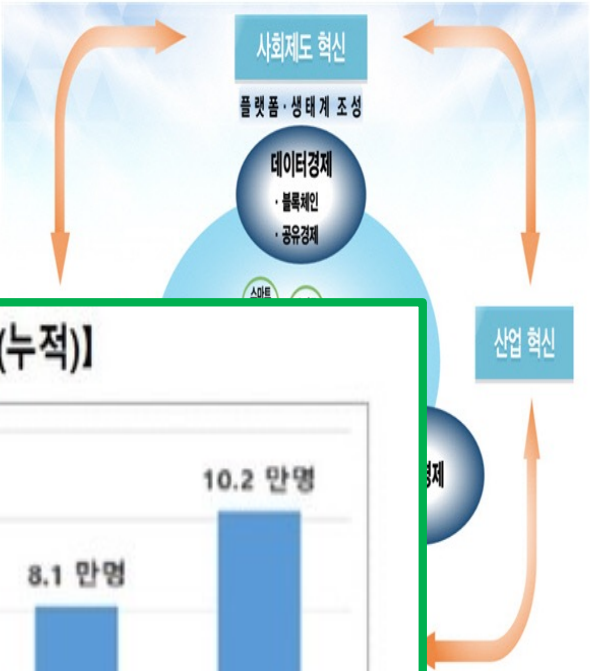 사회제도 혁신
플랫폼·생태계 조성
데이터경제
· 블록체인
· 공유경제
산업 혁신
(누적)】
10.2 만명
8.1 만명